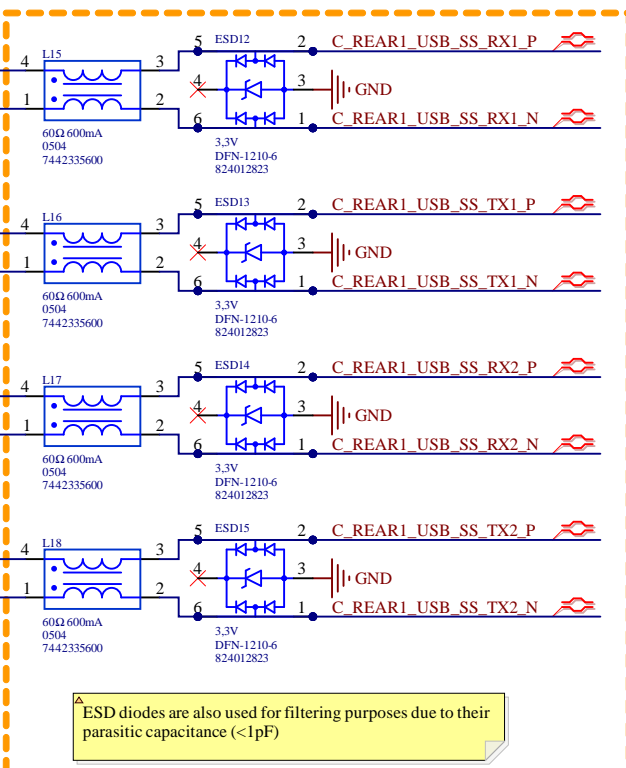 L15
4
3
1
2
60Ω 600mA
0504
7442335600
5
ESD12
2
C_REAR1_USB_SS_RX1_P
4
3
GND
6
1
C_REAR1_USB_SS_RX1_N
3,3V
DFN-1210-6
824012823
L16
4
3
1
2
60Ω 600mA
0504
7442335600
5
ESD13
2
C_REAR1_USB_SS_TX1_P
4
3
GND
6
1
C_REAR1_USB_SS_TX1_N
3,3V
DFN-1210-6
824012823
L17
4
3
1
2
60Ω 600mA
0504
7442335600
5
ESD14
2
C_REAR1_USB_SS_RX2_P
4
3
GND
6
1
C_REAR1_USB_SS_RX2_N
3,3V
DFN-1210-6
824012823
L18
4
3
1
2
60Ω 600mA
0504
7442335600
5
ESD15
2
C_REAR1_USB_SS_TX2_P
4
3
GND
6
1
C_REAR1_USB_SS_TX2_N
3,3V
DFN-1210-6
824012823
ESD diodes are also used for filtering purposes due to their
parasitic capacitance (<1pF)